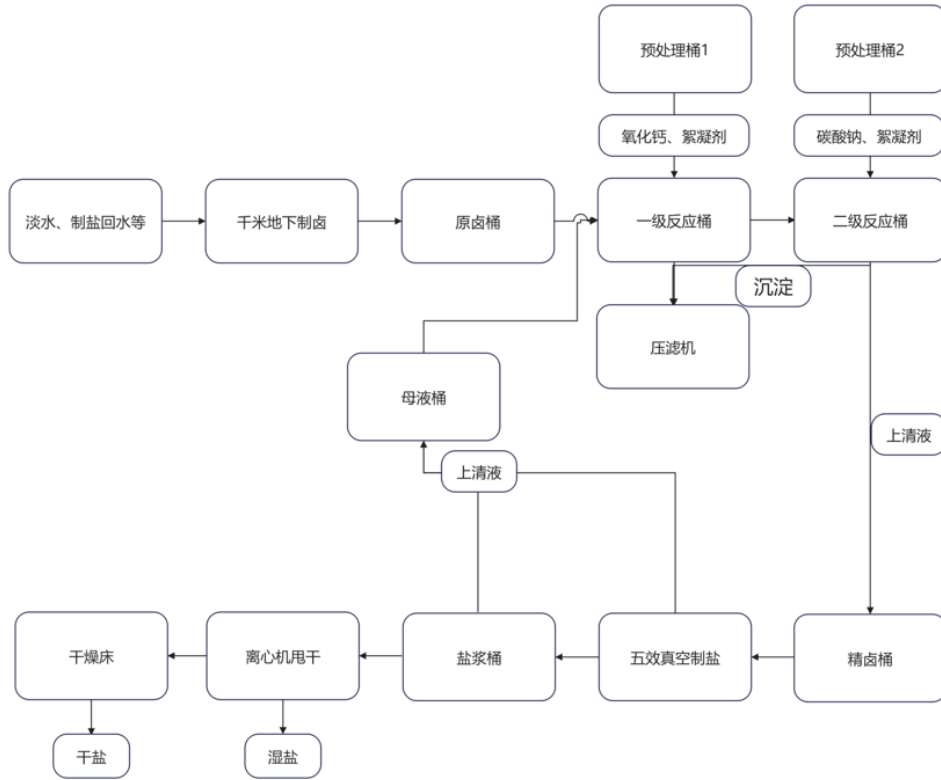 预处理桶1
预处理桶2
氧化钙、絮凝剂
碳酸钠、絮凝剂
淡水、制盐回水等
千米地下制卤
原卤桶
一级反应桶
二级反应桶
沉淀
压滤机
母液桶
上清液
上清液
干燥床
离心机甩干
盐浆桶
五效真空制盐
精卤桶
干盐
湿盐